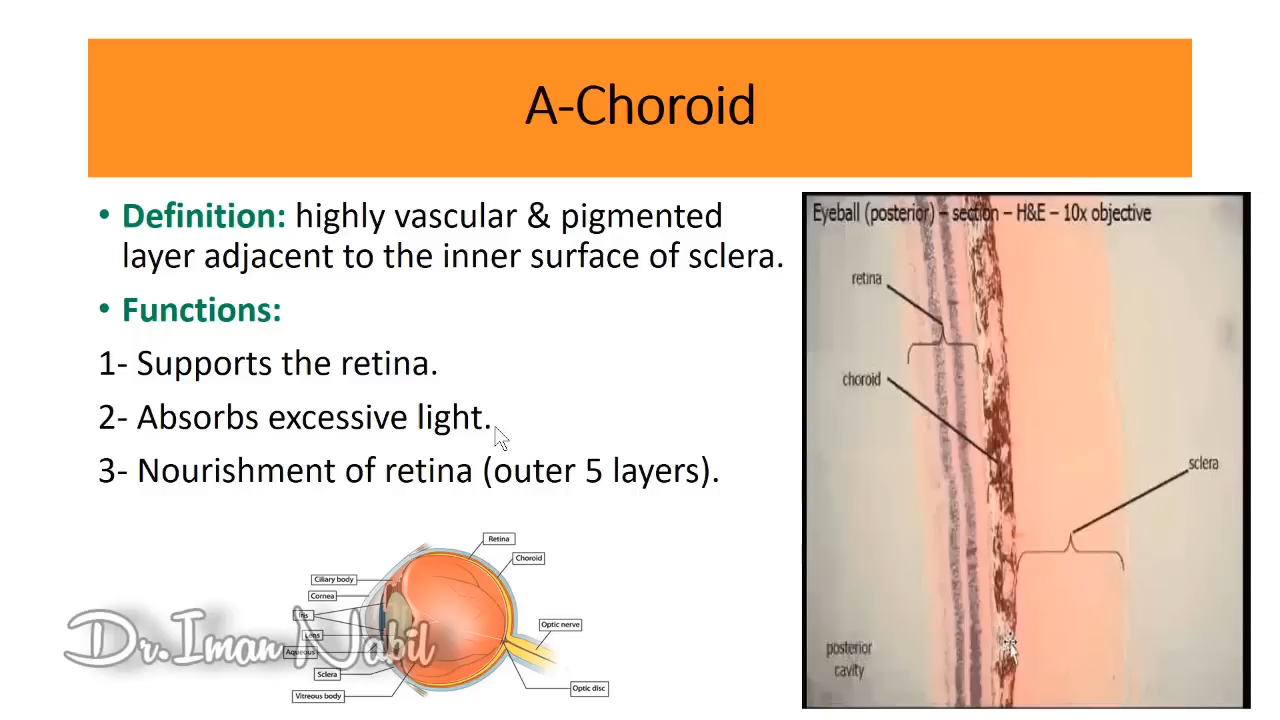 A-Choroid
• Definition: highly vascular & pigmented
layer adjacent to the inner surface of sclera.
• Functions:
1- Supports the retina.
2- Absorbs excessive light.
3- Nourishment of retina (outer 5 layers).
Eyeball (posterior) – section – H&E – 10x objective
retina
choroid
sclera
posterior
cavity
Retina
Choroid
Ciliary body
Cornea
Iris
Lens
Aqueous
Sclera
Vitreous body
Optic nerve
Optic disc
Dr.Iman Nabil